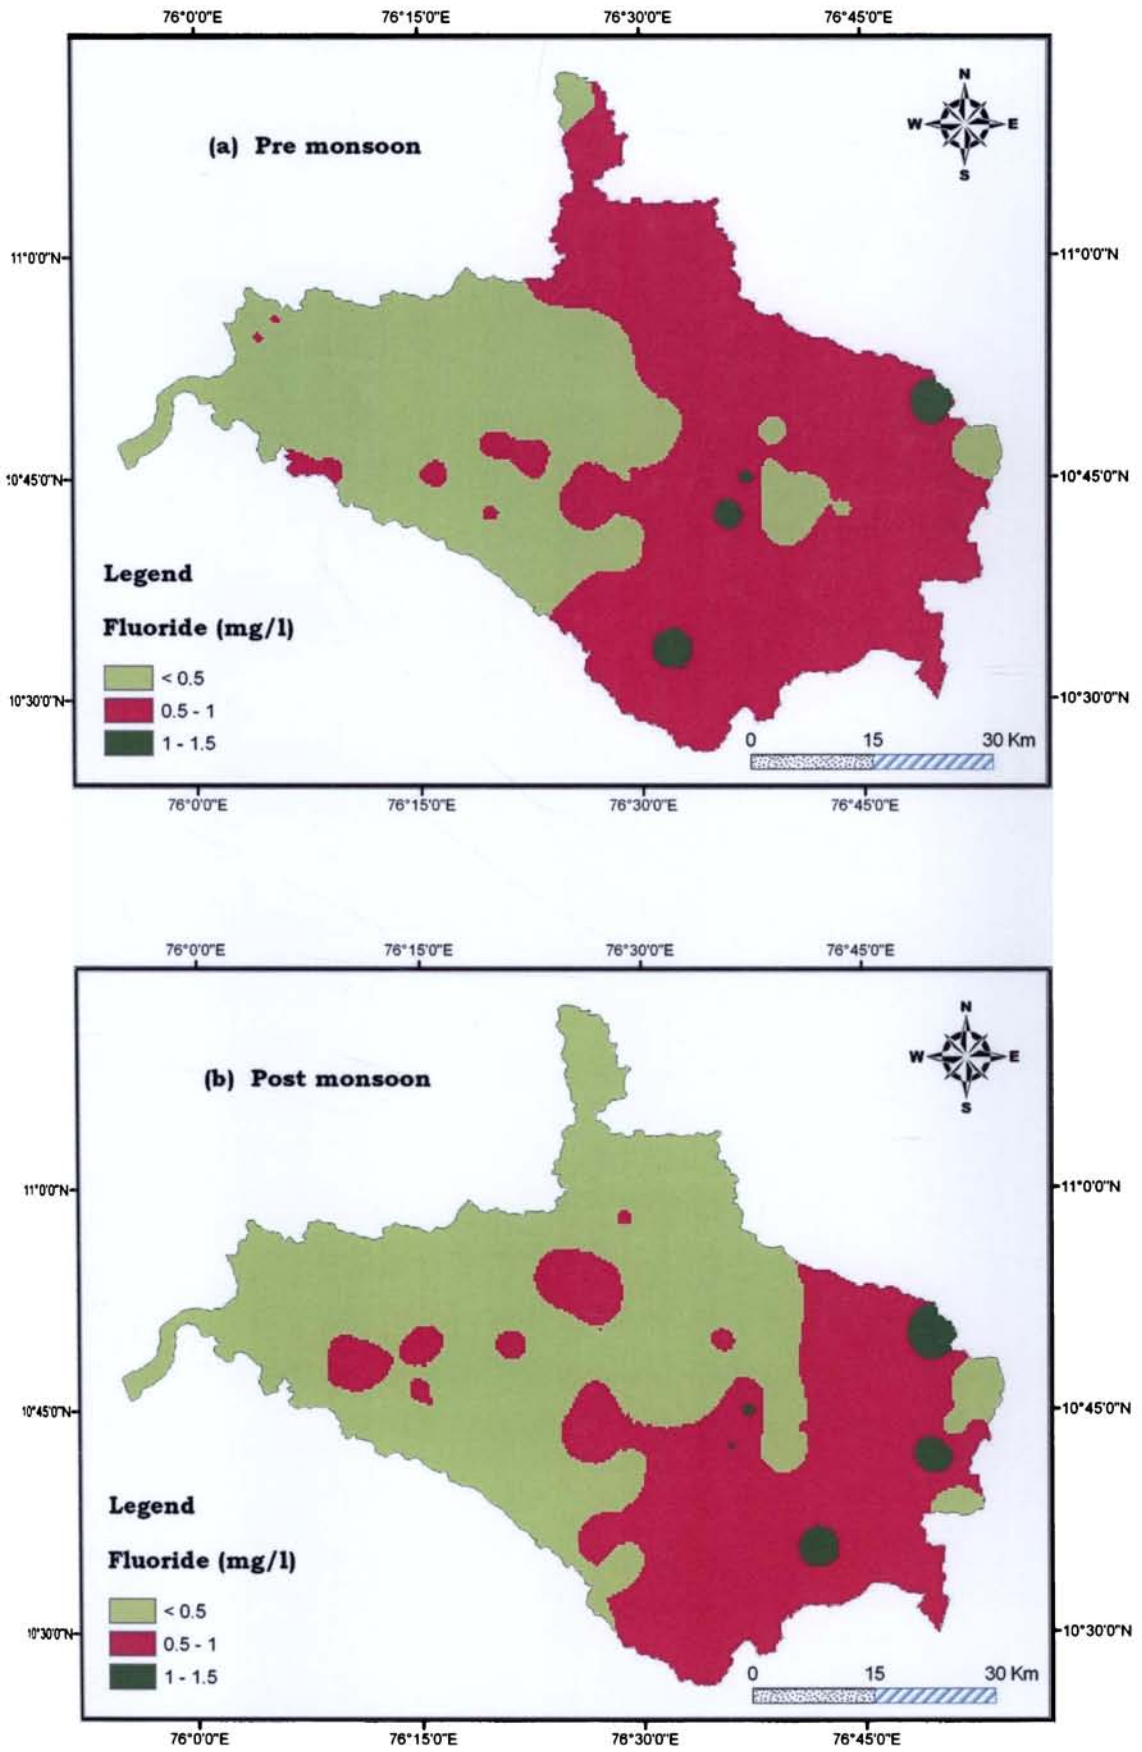 76°0'0"E 76°15'0"E 76°30'0"E 76°45'0"E
N
(a) Pre monsoon
W E
S
11°0'0"N 11°0'0"N
10°45'0"N 10°45'0"N
Legend
Fluoride (mg/l)
< 0.5
10°30'0"N 10°30'0"N
0.5 - 1
1 - 1.5
0 15 30 Km
76°0'0"E 76°15'0"E 76°30'0"E 76°45'0"E
76°0'0"E 76°15'0"E 76°30'0"E 76°45'0"E
N
(b) Post monsoon
W E
S
11°0'0"N 11°0'0"N
10°45'0"N 10°45'0"N
Legend
Fluoride (mg/l)
< 0.5
10°30'0"N 10°30'0"N
0.5 - 1
1 - 1.5
0 15 30 Km
76°0'0"E 76°15'0"E 76°30'0"E 76°45'0"E